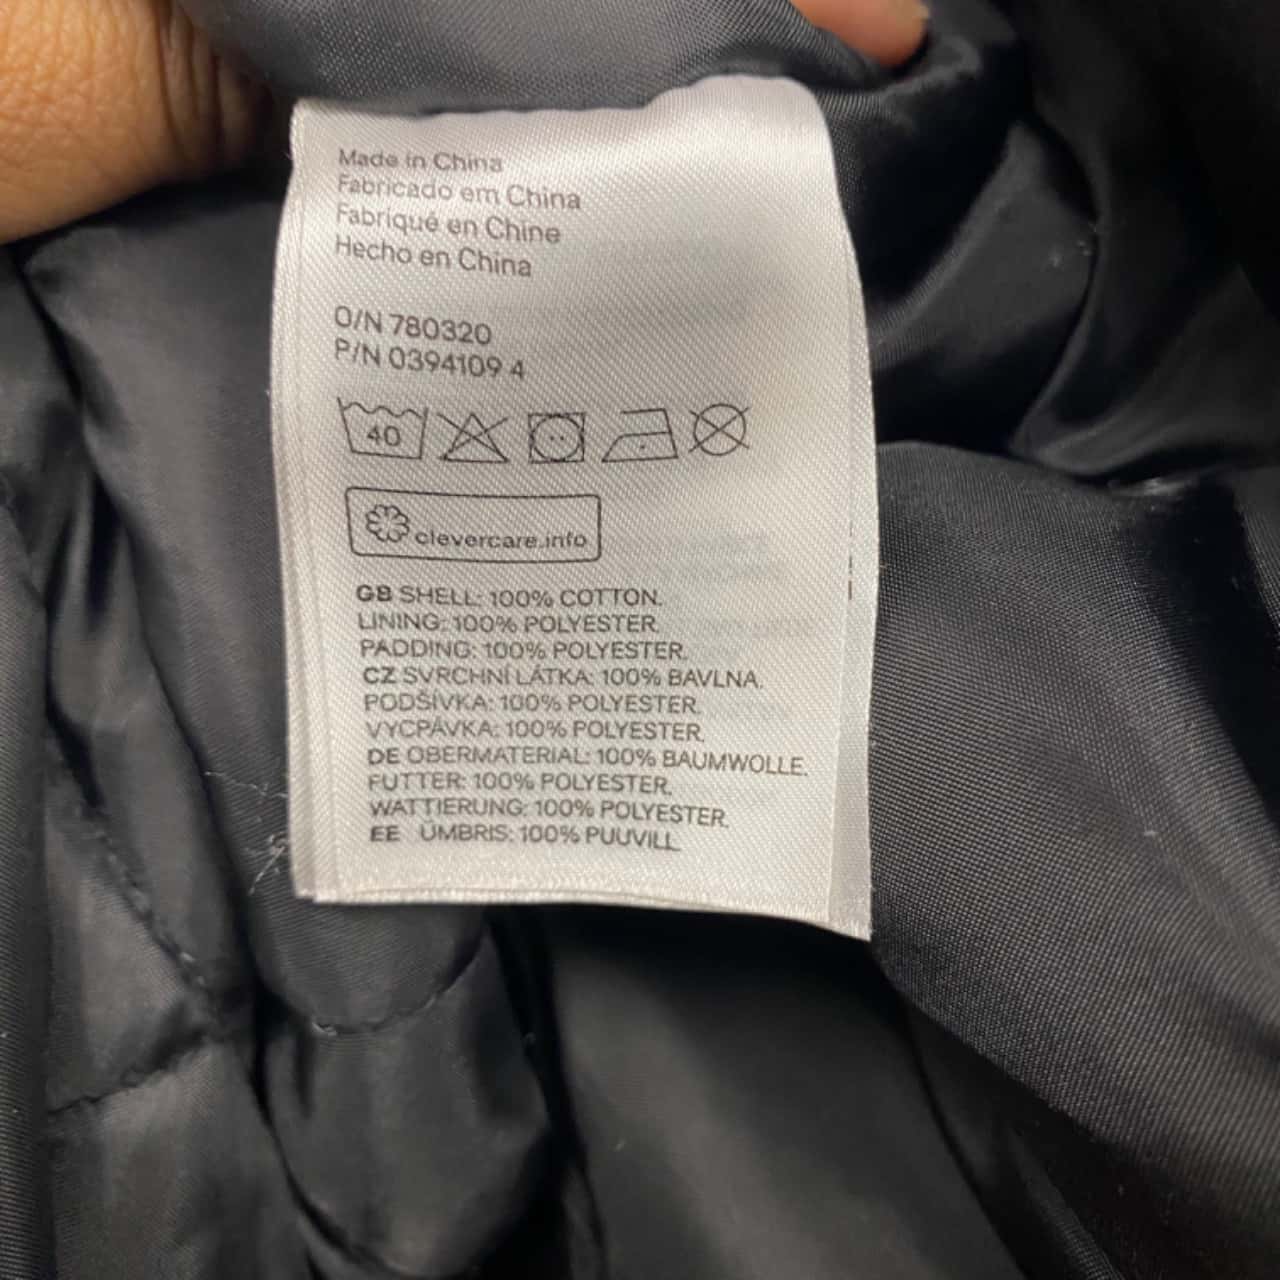 Made in China
Fabricado em China
Fabriqué en Chine
Hecho en China
O/N 780320
P/N 0394109 4
40
clevercare.info
GB SHELL: 100% COTTON.
LINING: 100% POLYESTER.
PADDING: 100% POLYESTER.
CZ SVRCHNÍ LÁTKA: 100% BAVLNA.
PODŠÍVKA: 100% POLYESTER.
VYCPÁVKA: 100% POLYESTER.
DE OBERMATERIAL: 100% BAUMWOLLE.
FUTTER: 100% POLYESTER.
WATTIERUNG: 100% POLYESTER.
EE ÜMBRIS: 100% PUUVILL.